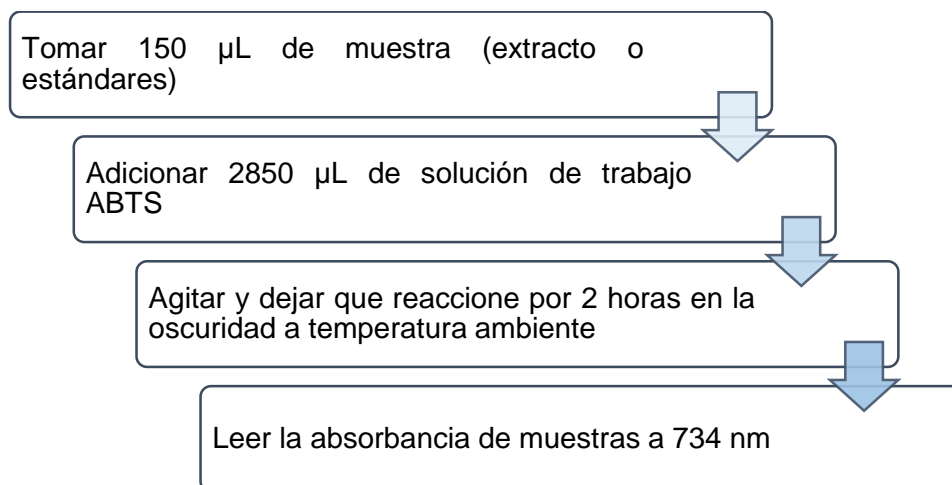 Tomar 150 µL de muestra (extracto o
estándares)
Adicionar 2850 µL de solución de trabajo
ABTS
Agitar y dejar que reaccione por 2 horas en la
oscuridad a temperatura ambiente
Leer la absorbancia de muestras a 734 nm